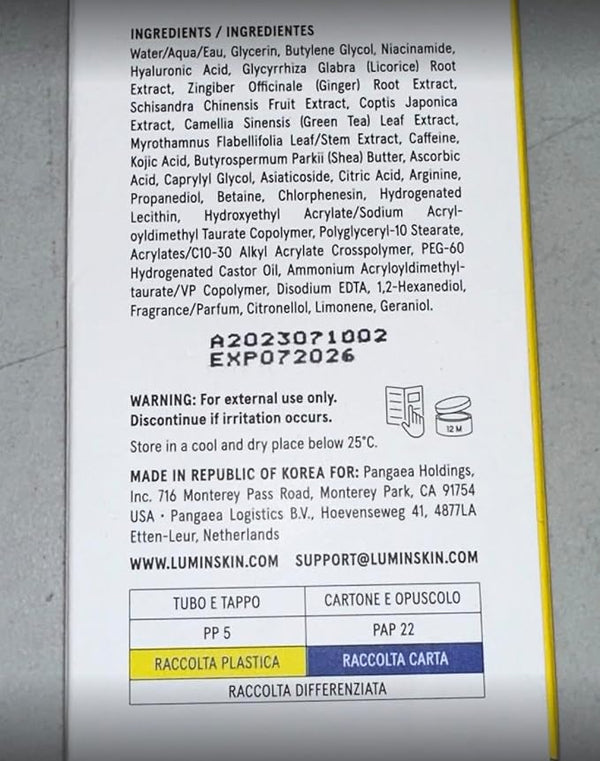 INGREDIENTS / INGREDIENTES
Water/Aqua/Eau, Glycerin, Butylene Glycol, Niacinamide,
Hyaluronic Acid, Glycyrrhiza Glabra (Licorice) Root
Extract, Zingiber Officinale (Ginger) Root Extract,
Schisandra Chinensis Fruit Extract, Coptis Japonica
Extract, Camellia Sinensis (Green Tea) Leaf Extract,
Myrothamnus Flabellifolia Leaf/Stem Extract, Caffeine,
Kojic Acid, Butyrospermum Parkii (Shea) Butter, Ascorbic
Acid, Caprylyl Glycol, Asiaticoside, Citric Acid, Arginine,
Propanediol, Betaine, Chlorphenesin, Hydrogenated
Lecithin, Hydroxyethyl Acrylate/Sodium Acryl-
oyldimethyl Taurate Copolymer, Polyglyceryl-10 Stearate,
Acrylates/C10-30 Alkyl Acrylate Crosspolymer, PEG-60
Hydrogenated Castor Oil, Ammonium Acryloyldimethyl-
taurate/VP Copolymer, Disodium EDTA, 1,2-Hexanediol,
Fragrance/Parfum, Citronellol, Limonene, Geraniol.
A2023071002
EXP072026
WARNING: For external use only.
Discontinue if irritation occurs.
12 M
Store in a cool and dry place below 25°C.
MADE IN REPUBLIC OF KOREA FOR: Pangaea Holdings,
Inc. 716 Monterey Pass Road, Monterey Park, CA 91754
USA · Pangaea Logistics B.V., Hoevenseweg 41, 4877LA
Etten-Leur, Netherlands
WWW.LUMINSKIN.COM SUPPORT@LUMINSKIN.COM
TUBO E TAPPO CARTONE E OPUSCOLO
PP 5 PAP 22
RACCOLTA PLASTICA RACCOLTA CARTA
RACCOLTA DIFFERENZIATA